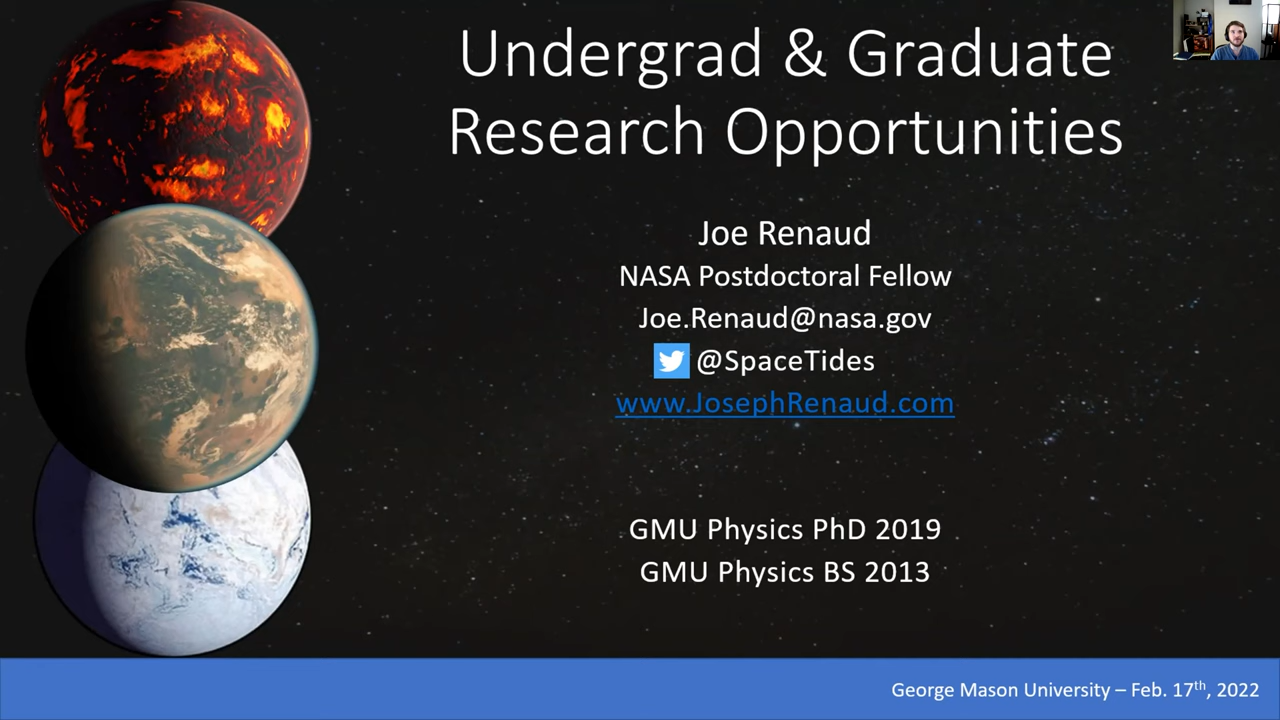 Undergrad & Graduate
Research Opportunities
Joe Renaud
NASA Postdoctoral Fellow
Joe.Renaud@nasa.gov
@SpaceTides
www.JosephRenaud.com
GMU Physics PhD 2019
GMU Physics BS 2013
George Mason University – Feb. 17th, 2022